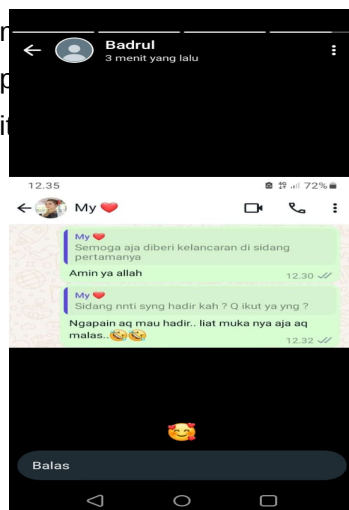 Badrul
3 menit yang lalu
12.35
72%
My
My
Semoga aja diberi kelancaran di sidang
pertamanya
Amin ya allah
12.30
My
Sidang nnti syng hadir kah ? Q ikut ya yng ?
Ngapain aq mau hadir.. liat muka nya aja aq
malas..
12.32
Balas